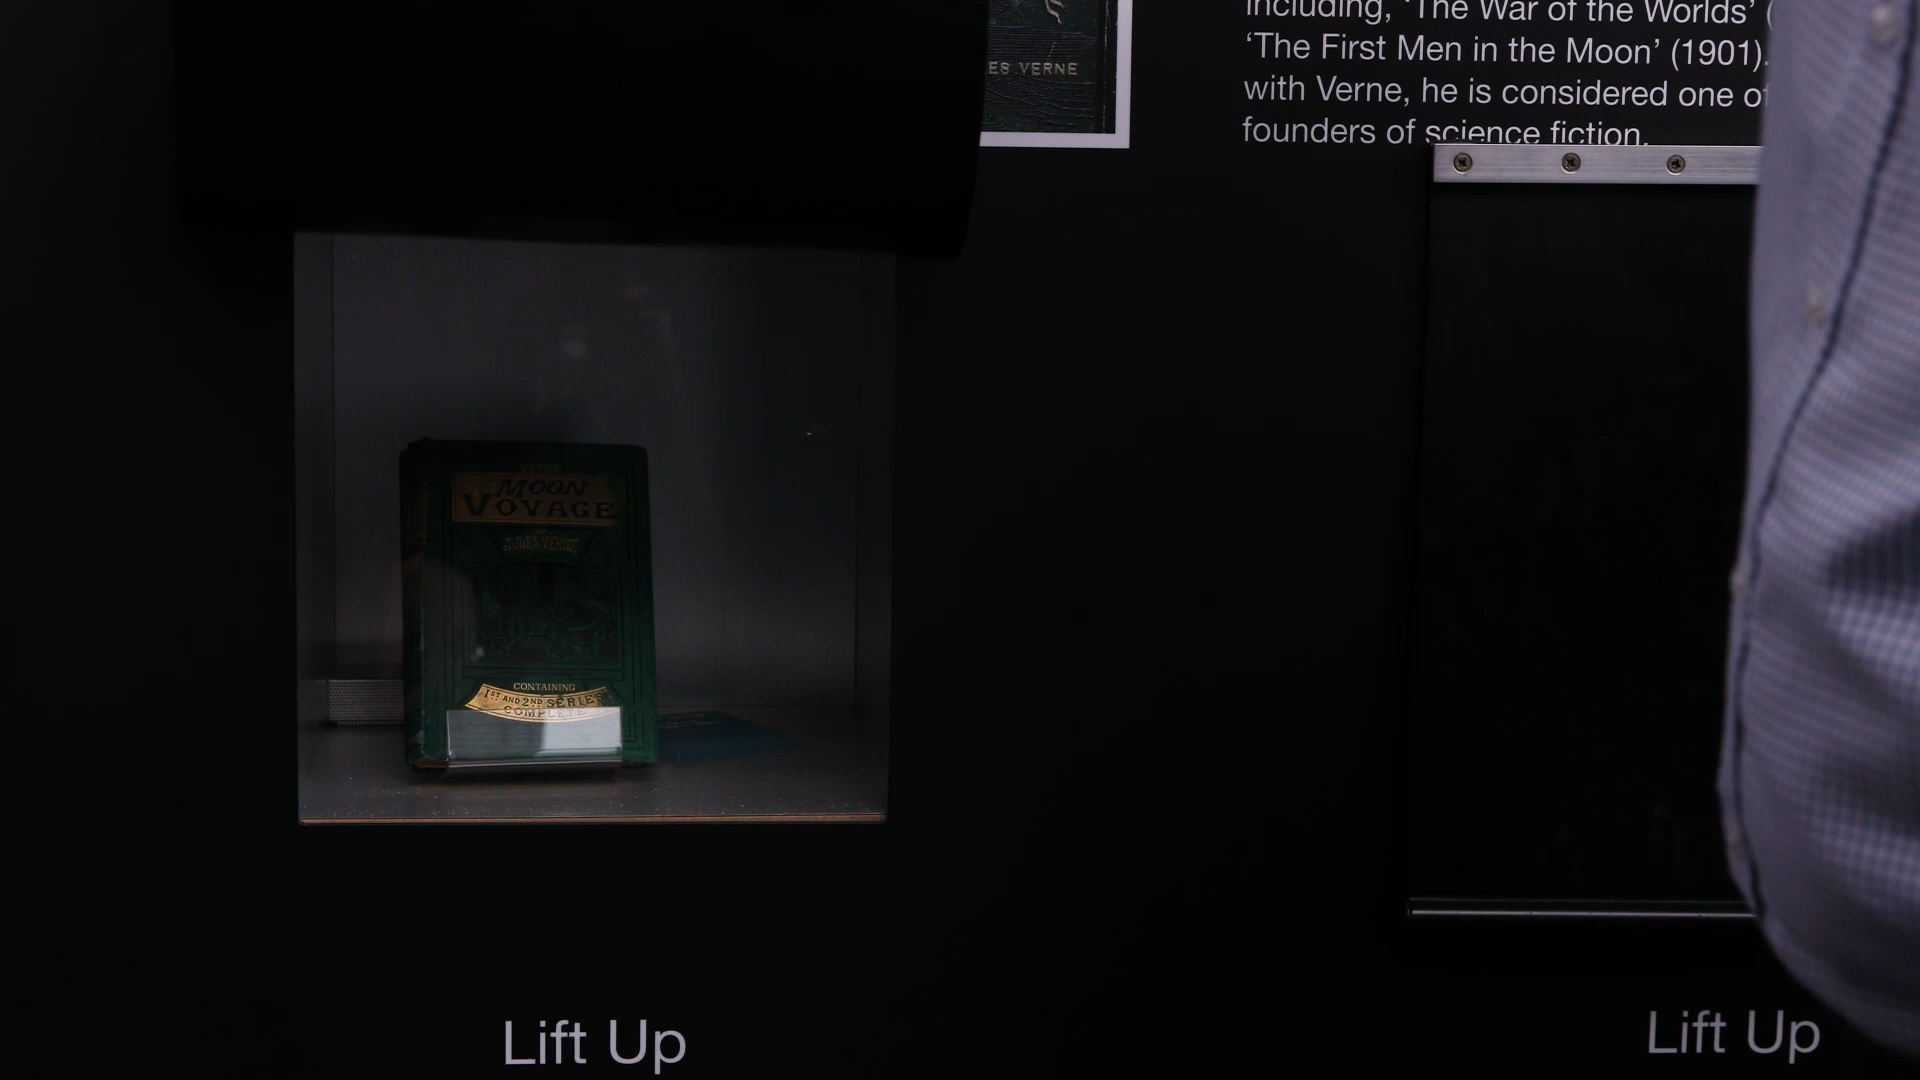 ES VERNE
including, ‘The War of the Worlds’ (
‘The First Men in the Moon’ (1901).
with Verne, he is considered one of
founders of science fiction.
MOON
VOYAGE
JULES VERNE
CONTAINING
1ST AND 2ND SERIES
COMPLETE
Lift Up
Lift Up